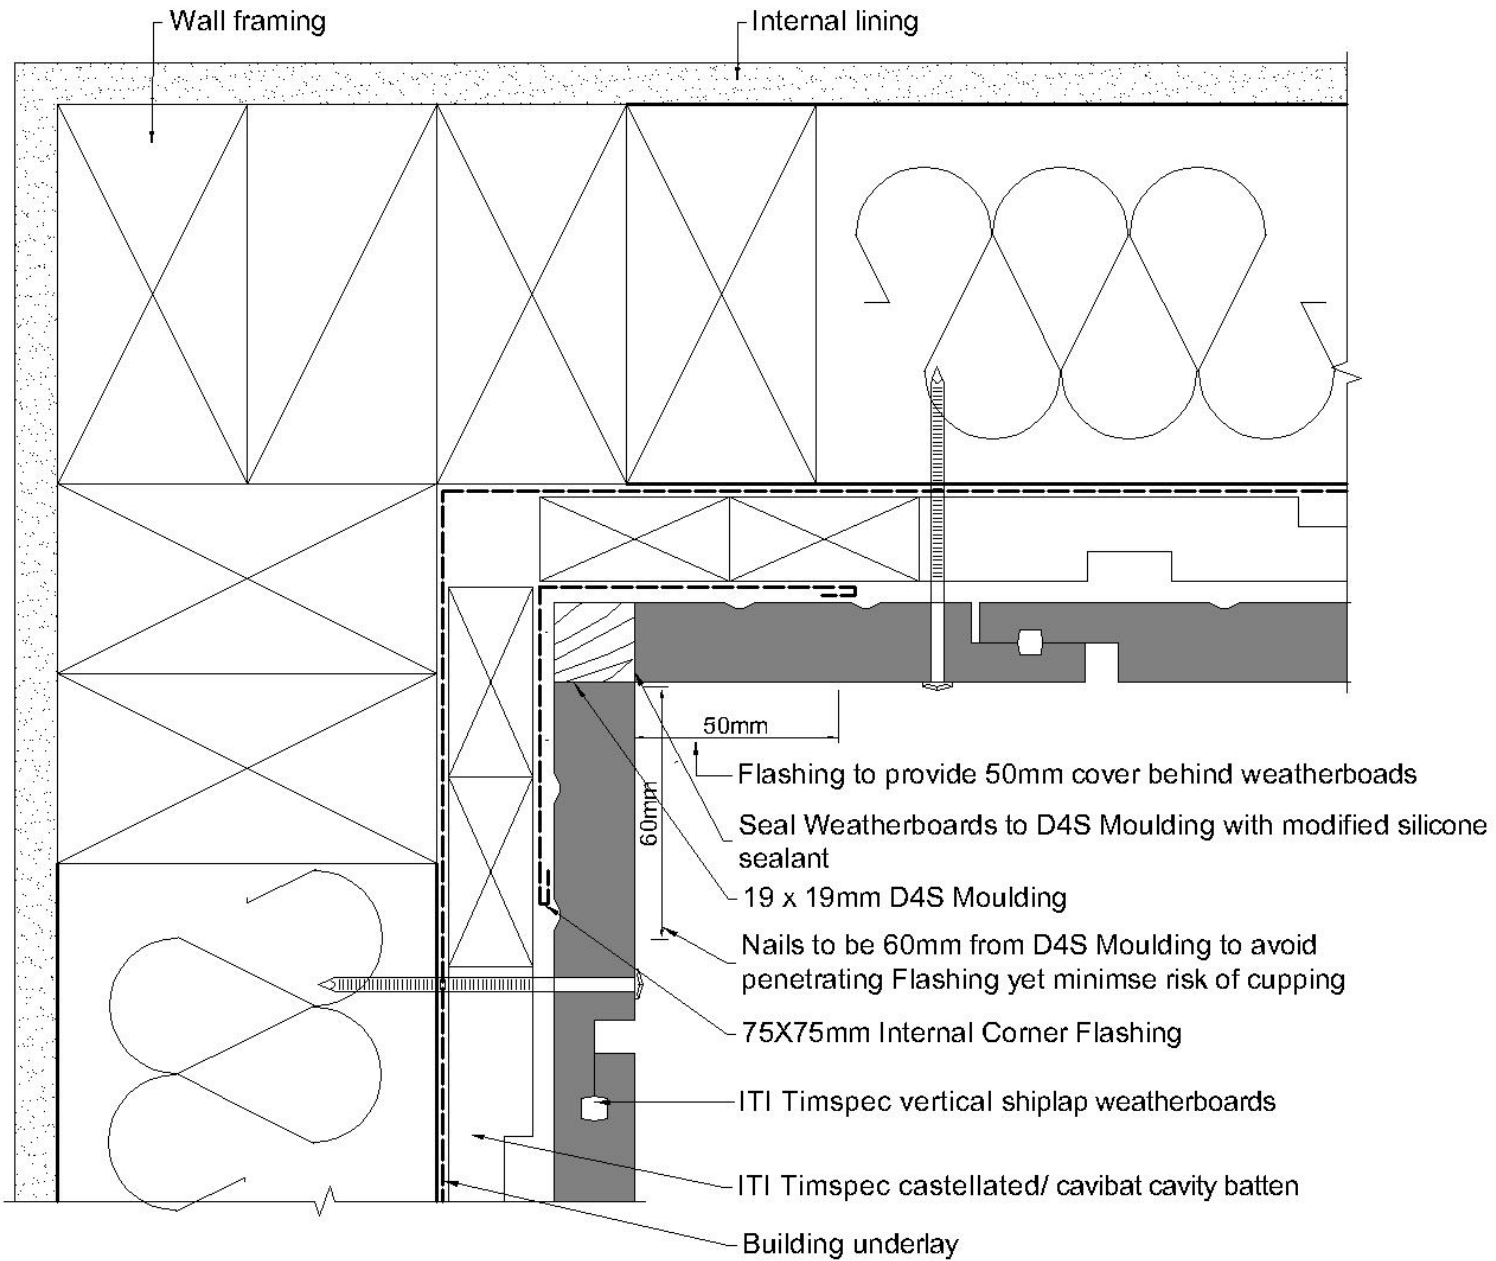 Wall framing
Internal lining
50mm
60mm
Flashing to provide 50mm cover behind weatherboads
Seal Weatherboards to D4S Moulding with modified silicone
sealant
19 x 19mm D4S Moulding
Nails to be 60mm from D4S Moulding to avoid
penetrating Flashing yet minimse risk of cupping
75X75mm Internal Corner Flashing
ITI Timspec vertical shiplap weatherboards
ITI Timspec castellated/ cavibat cavity batten
Building underlay